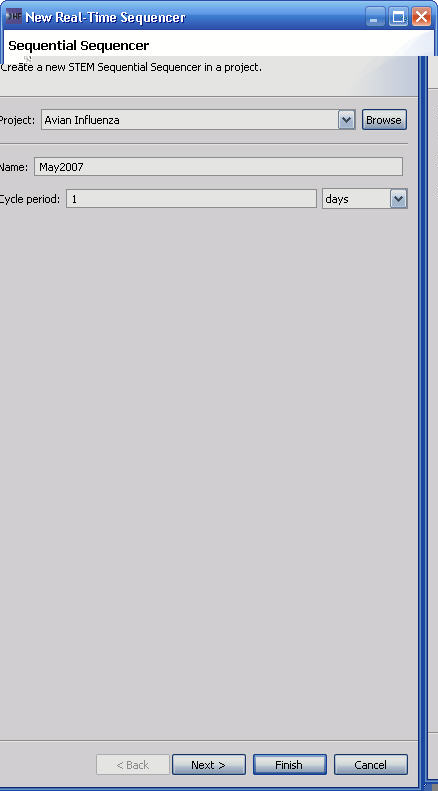 New Real-Time Sequencer
Sequential Sequencer
Create a new STEM Sequential Sequencer in a project.
Project: Avian Influenza Browse
Name: May2007
Cycle period: 1 days
< Back Next > Finish Cancel